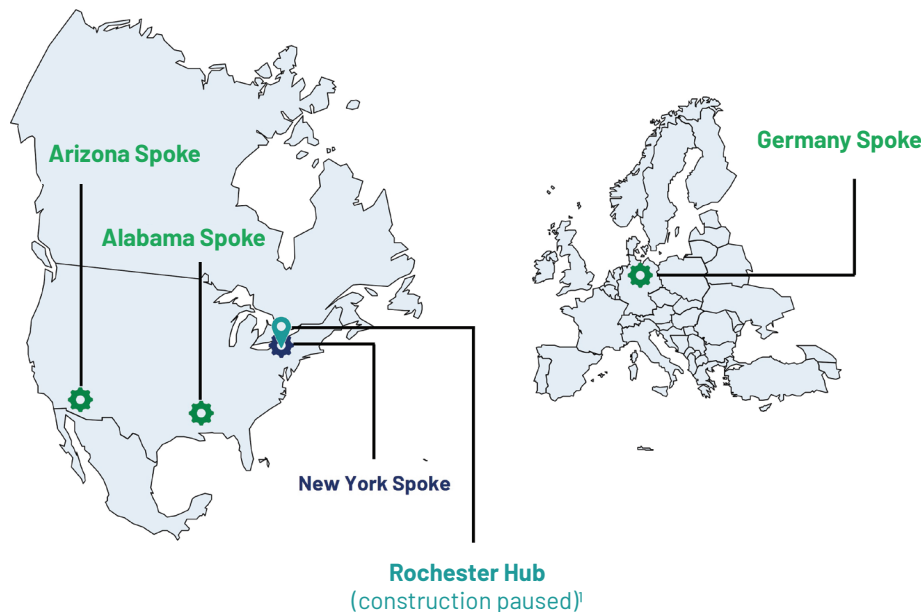 Arizona Spoke
Germany Spoke
Alabama Spoke
New York Spoke
Rochester Hub
(construction paused)¹